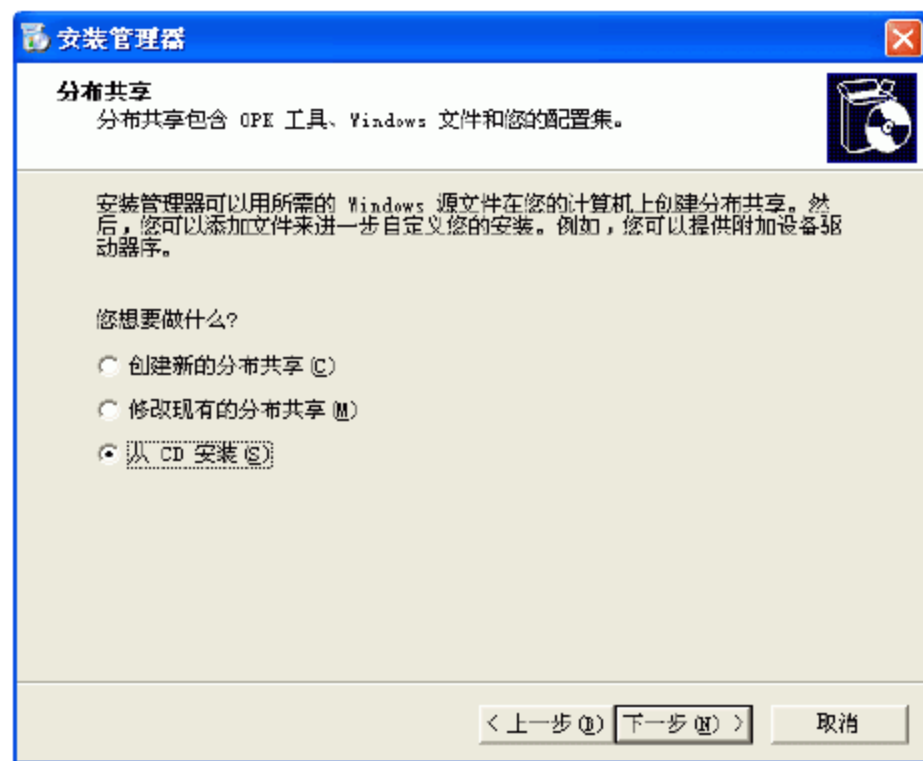 安装管理器
分布共享
分布共享包含 OPK 工具、Windows 文件和您的配置集。
安装管理器可以用所需的 Windows 源文件在您的计算机上创建分布共享。然
后，您可以添加文件来进一步自定义您的安装。例如，您可以提供附加设备驱
动器序。
您想要做什么?
创建新的分布共享(C)
修改现有的分布共享(M)
从 CD 安装(S)
< 上一步(B) 下一步(N) > 取消